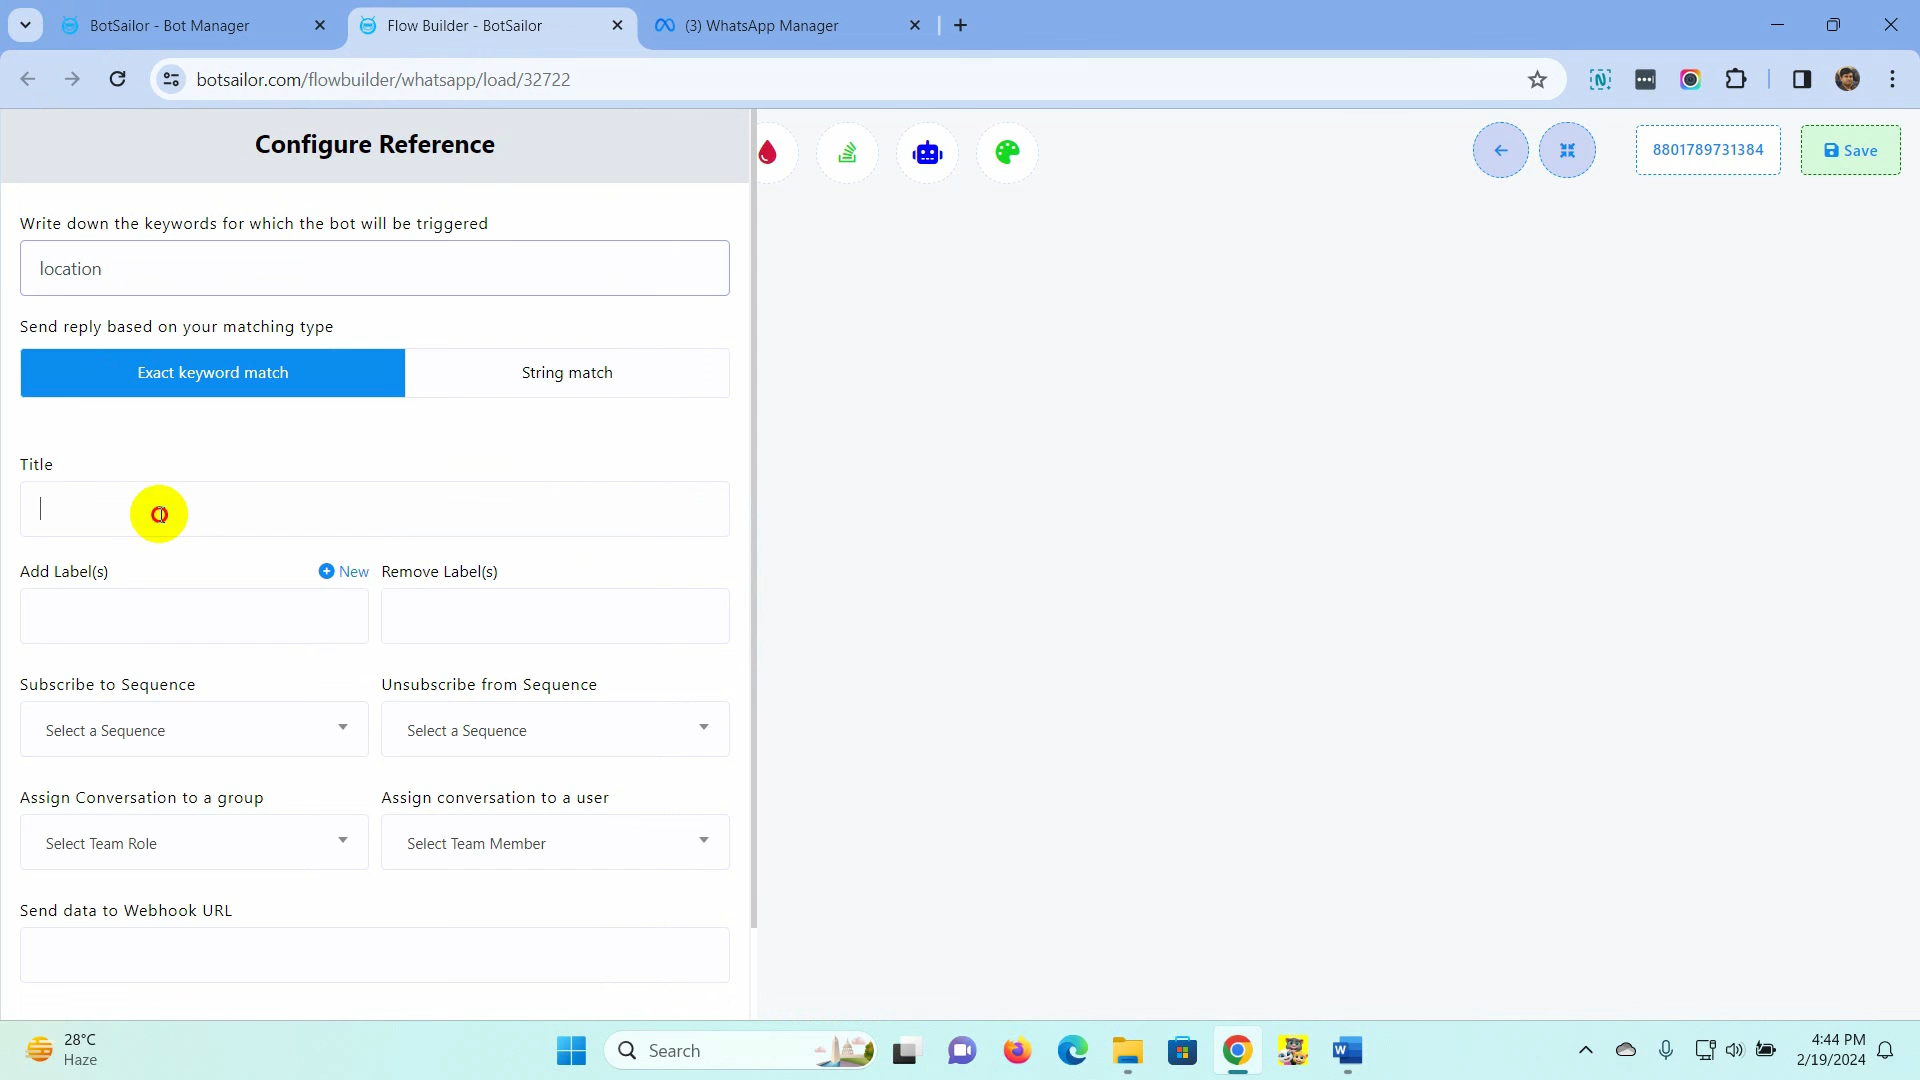 BotSailor - Bot Manager
Flow Builder - BotSailor
(3) WhatsApp Manager
botsailor.com/flowbuilder/whatsapp/load/32722
Configure Reference
8801789731384
Save
Write down the keywords for which the bot will be triggered
location
Send reply based on your matching type
Exact keyword match
String match
Title
Add Label(s)
New
Remove Label(s)
Subscribe to Sequence
Unsubscribe from Sequence
Select a Sequence
Select a Sequence
Assign Conversation to a group
Assign conversation to a user
Select Team Role
Select Team Member
Send data to Webhook URL
28°C
Haze
Search
4:44 PM
2/19/2024